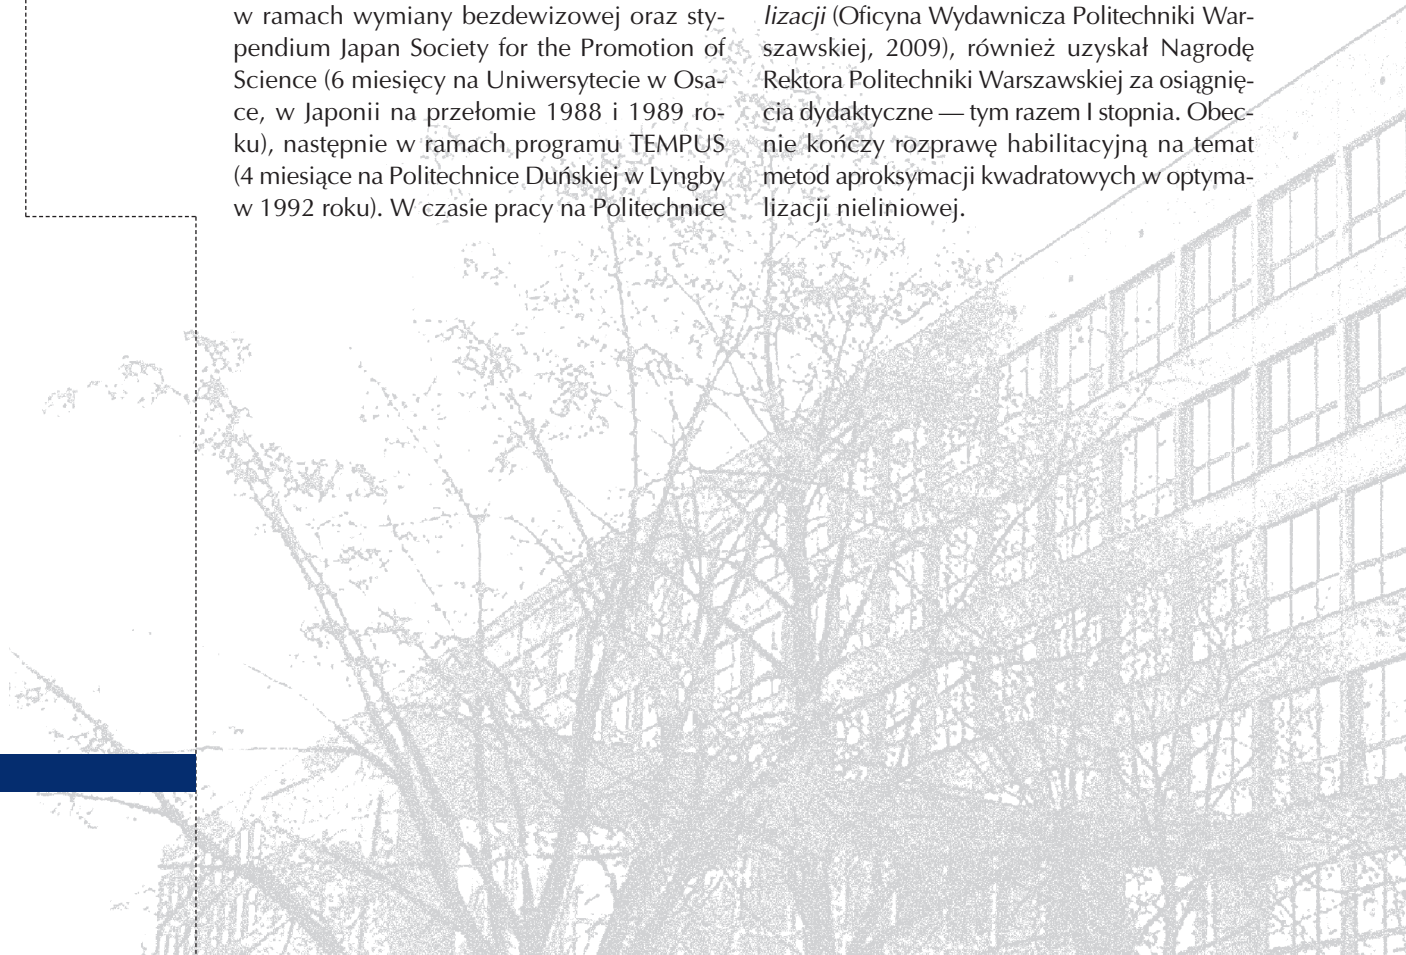 w ramach wymiany bezdewizowej oraz sty-
pendium Japan Society for the Promotion of
Science (6 miesięcy na Uniwersytecie w Osa-
ce, w Japonii na przełomie 1988 i 1989 ro-
ku), następnie w ramach programu TEMPUS
(4 miesiące na Politechnice Duńskiej w Lyngby
w 1992 roku). W czasie pracy na Politechnice
lizacji (Oficyna Wydawnicza Politechniki War-
szawskiej, 2009), również uzyskał Nagrodę
Rektora Politechniki Warszawskiej za osiągnię-
cia dydaktyczne — tym razem I stopnia. Obec-
nie kończy rozprawę habilitacyjną na temat
metod aproksymacji kwadratowych w optyma-
lizacji nieliniowej.